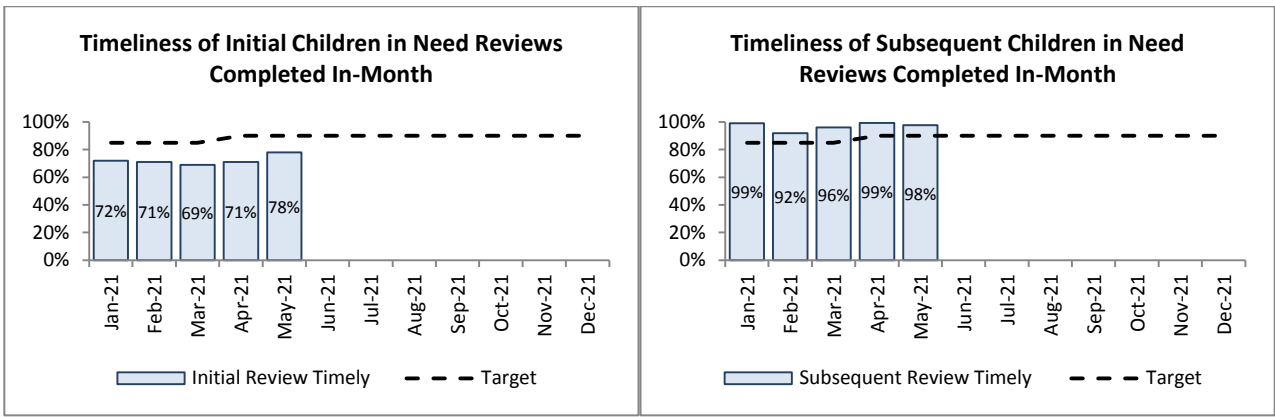 Timeliness of Initial Children in Need Reviews
Completed In-Month
100%
80%
60%
40%
20%
0%
72%
71%
69%
71%
78%
Jan-21
Feb-21
Mar-21
Apr-21
May-21
Jun-21
Jul-21
Aug-21
Sep-21
Oct-21
Nov-21
Dec-21
Initial Review Timely
Target
Timeliness of Subsequent Children in Need
Reviews Completed In-Month
100%
80%
60%
40%
20%
0%
99%
92%
96%
99%
98%
Jan-21
Feb-21
Mar-21
Apr-21
May-21
Jun-21
Jul-21
Aug-21
Sep-21
Oct-21
Nov-21
Dec-21
Subsequent Review Timely
Target